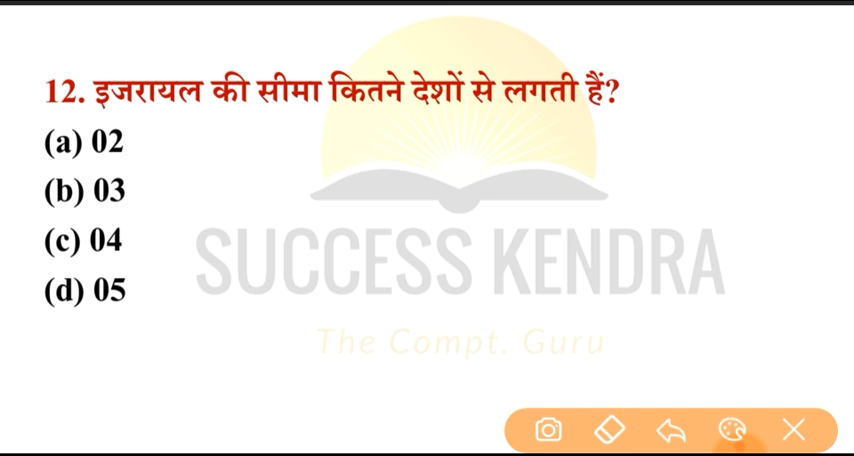 12. इजरायल की सीमा कितने देशों से लगती हैं?
(a) 02
(b) 03
(c) 04
(d) 05
SUCCESS KENDRA
The Compt. Guru